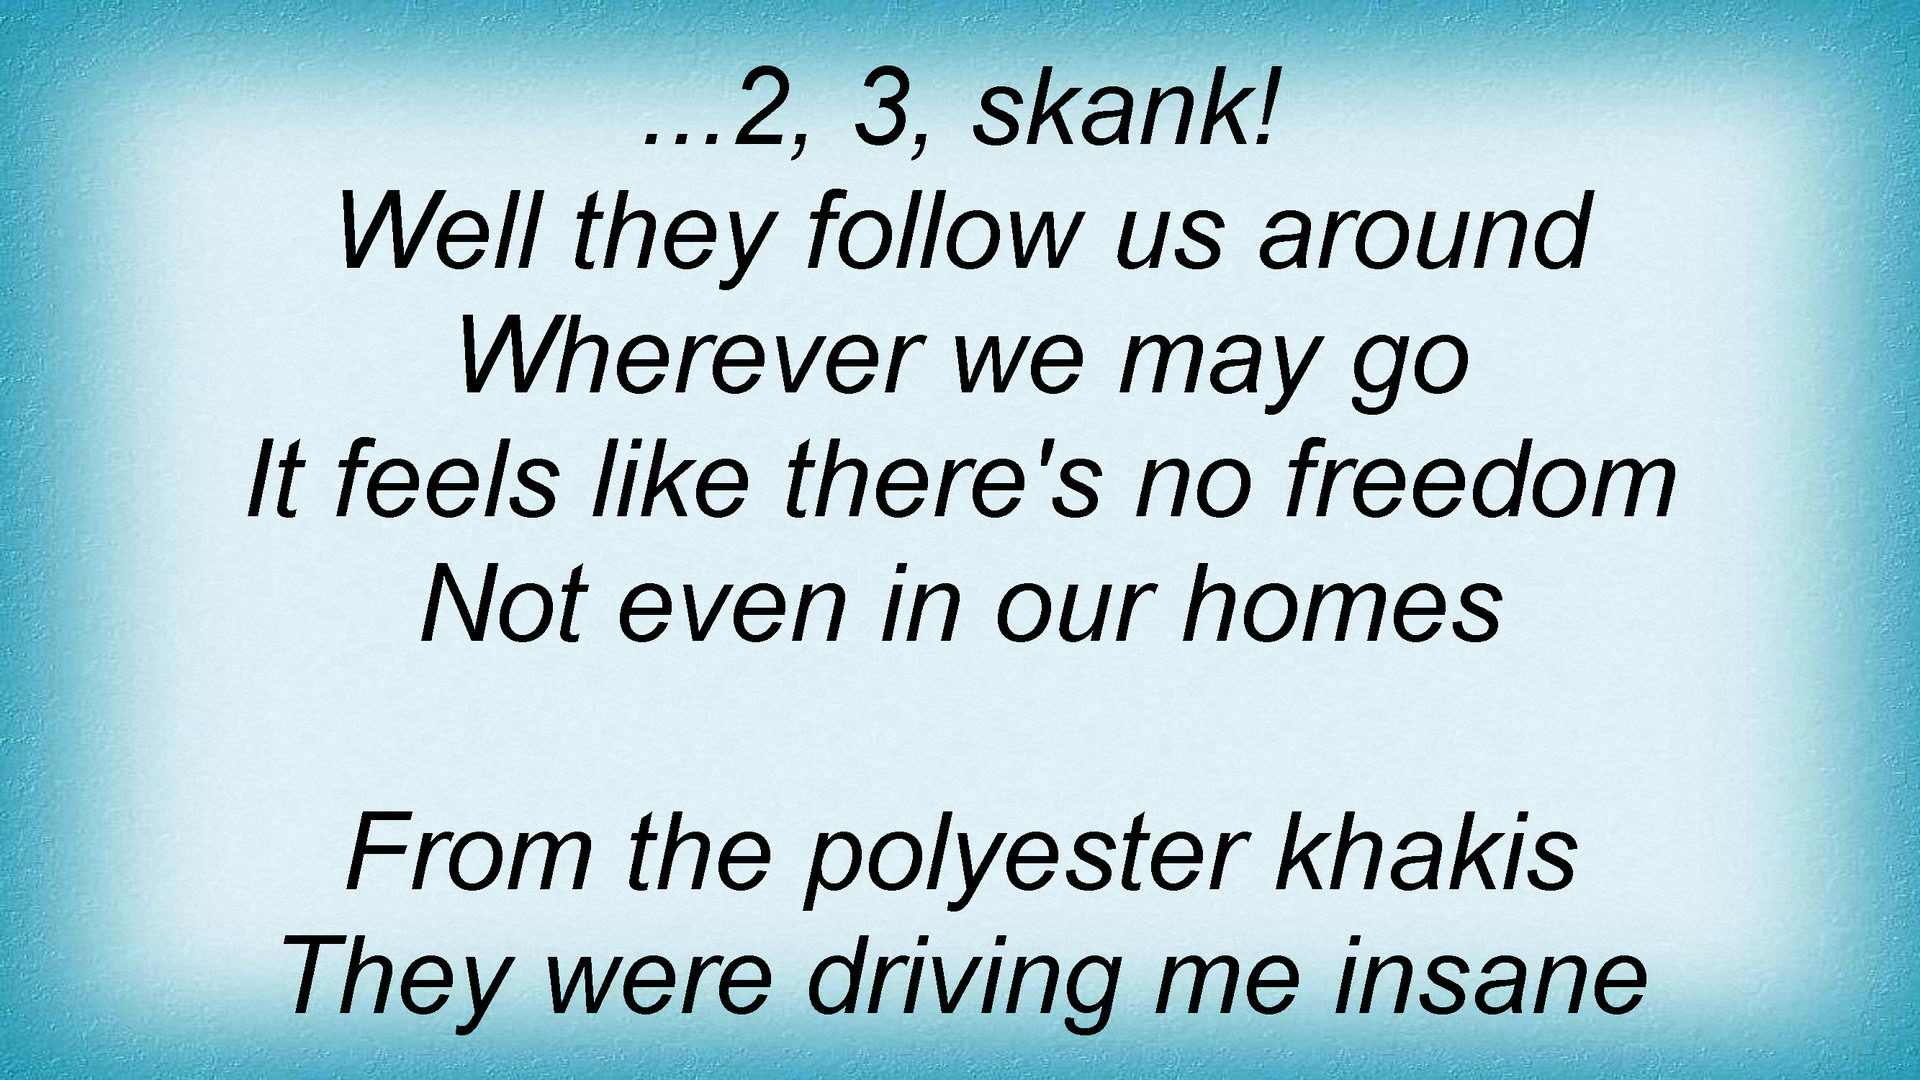 ...2, 3, skank!
Well they follow us around
Wherever we may go
It feels like there's no freedom
Not even in our homes
From the polyester khakis
They were driving me insane